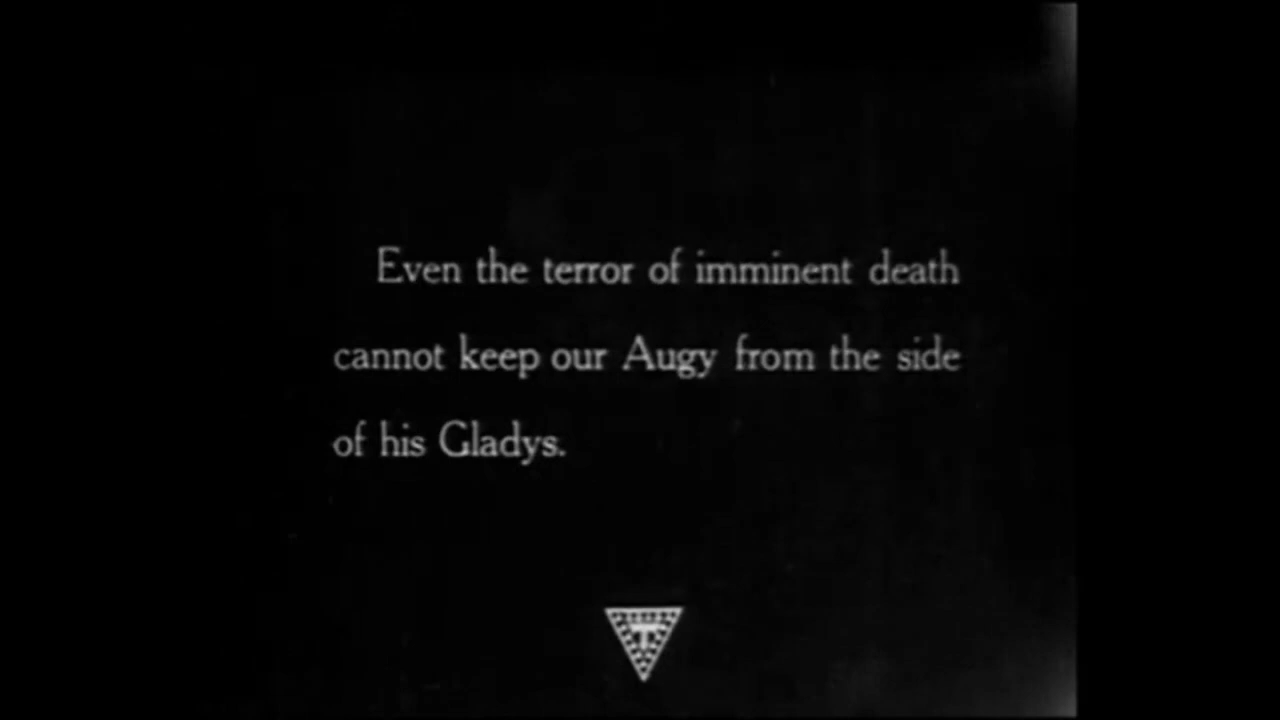 Even the terror of imminent death
cannot keep our Augy from the side
of his Gladys.
T